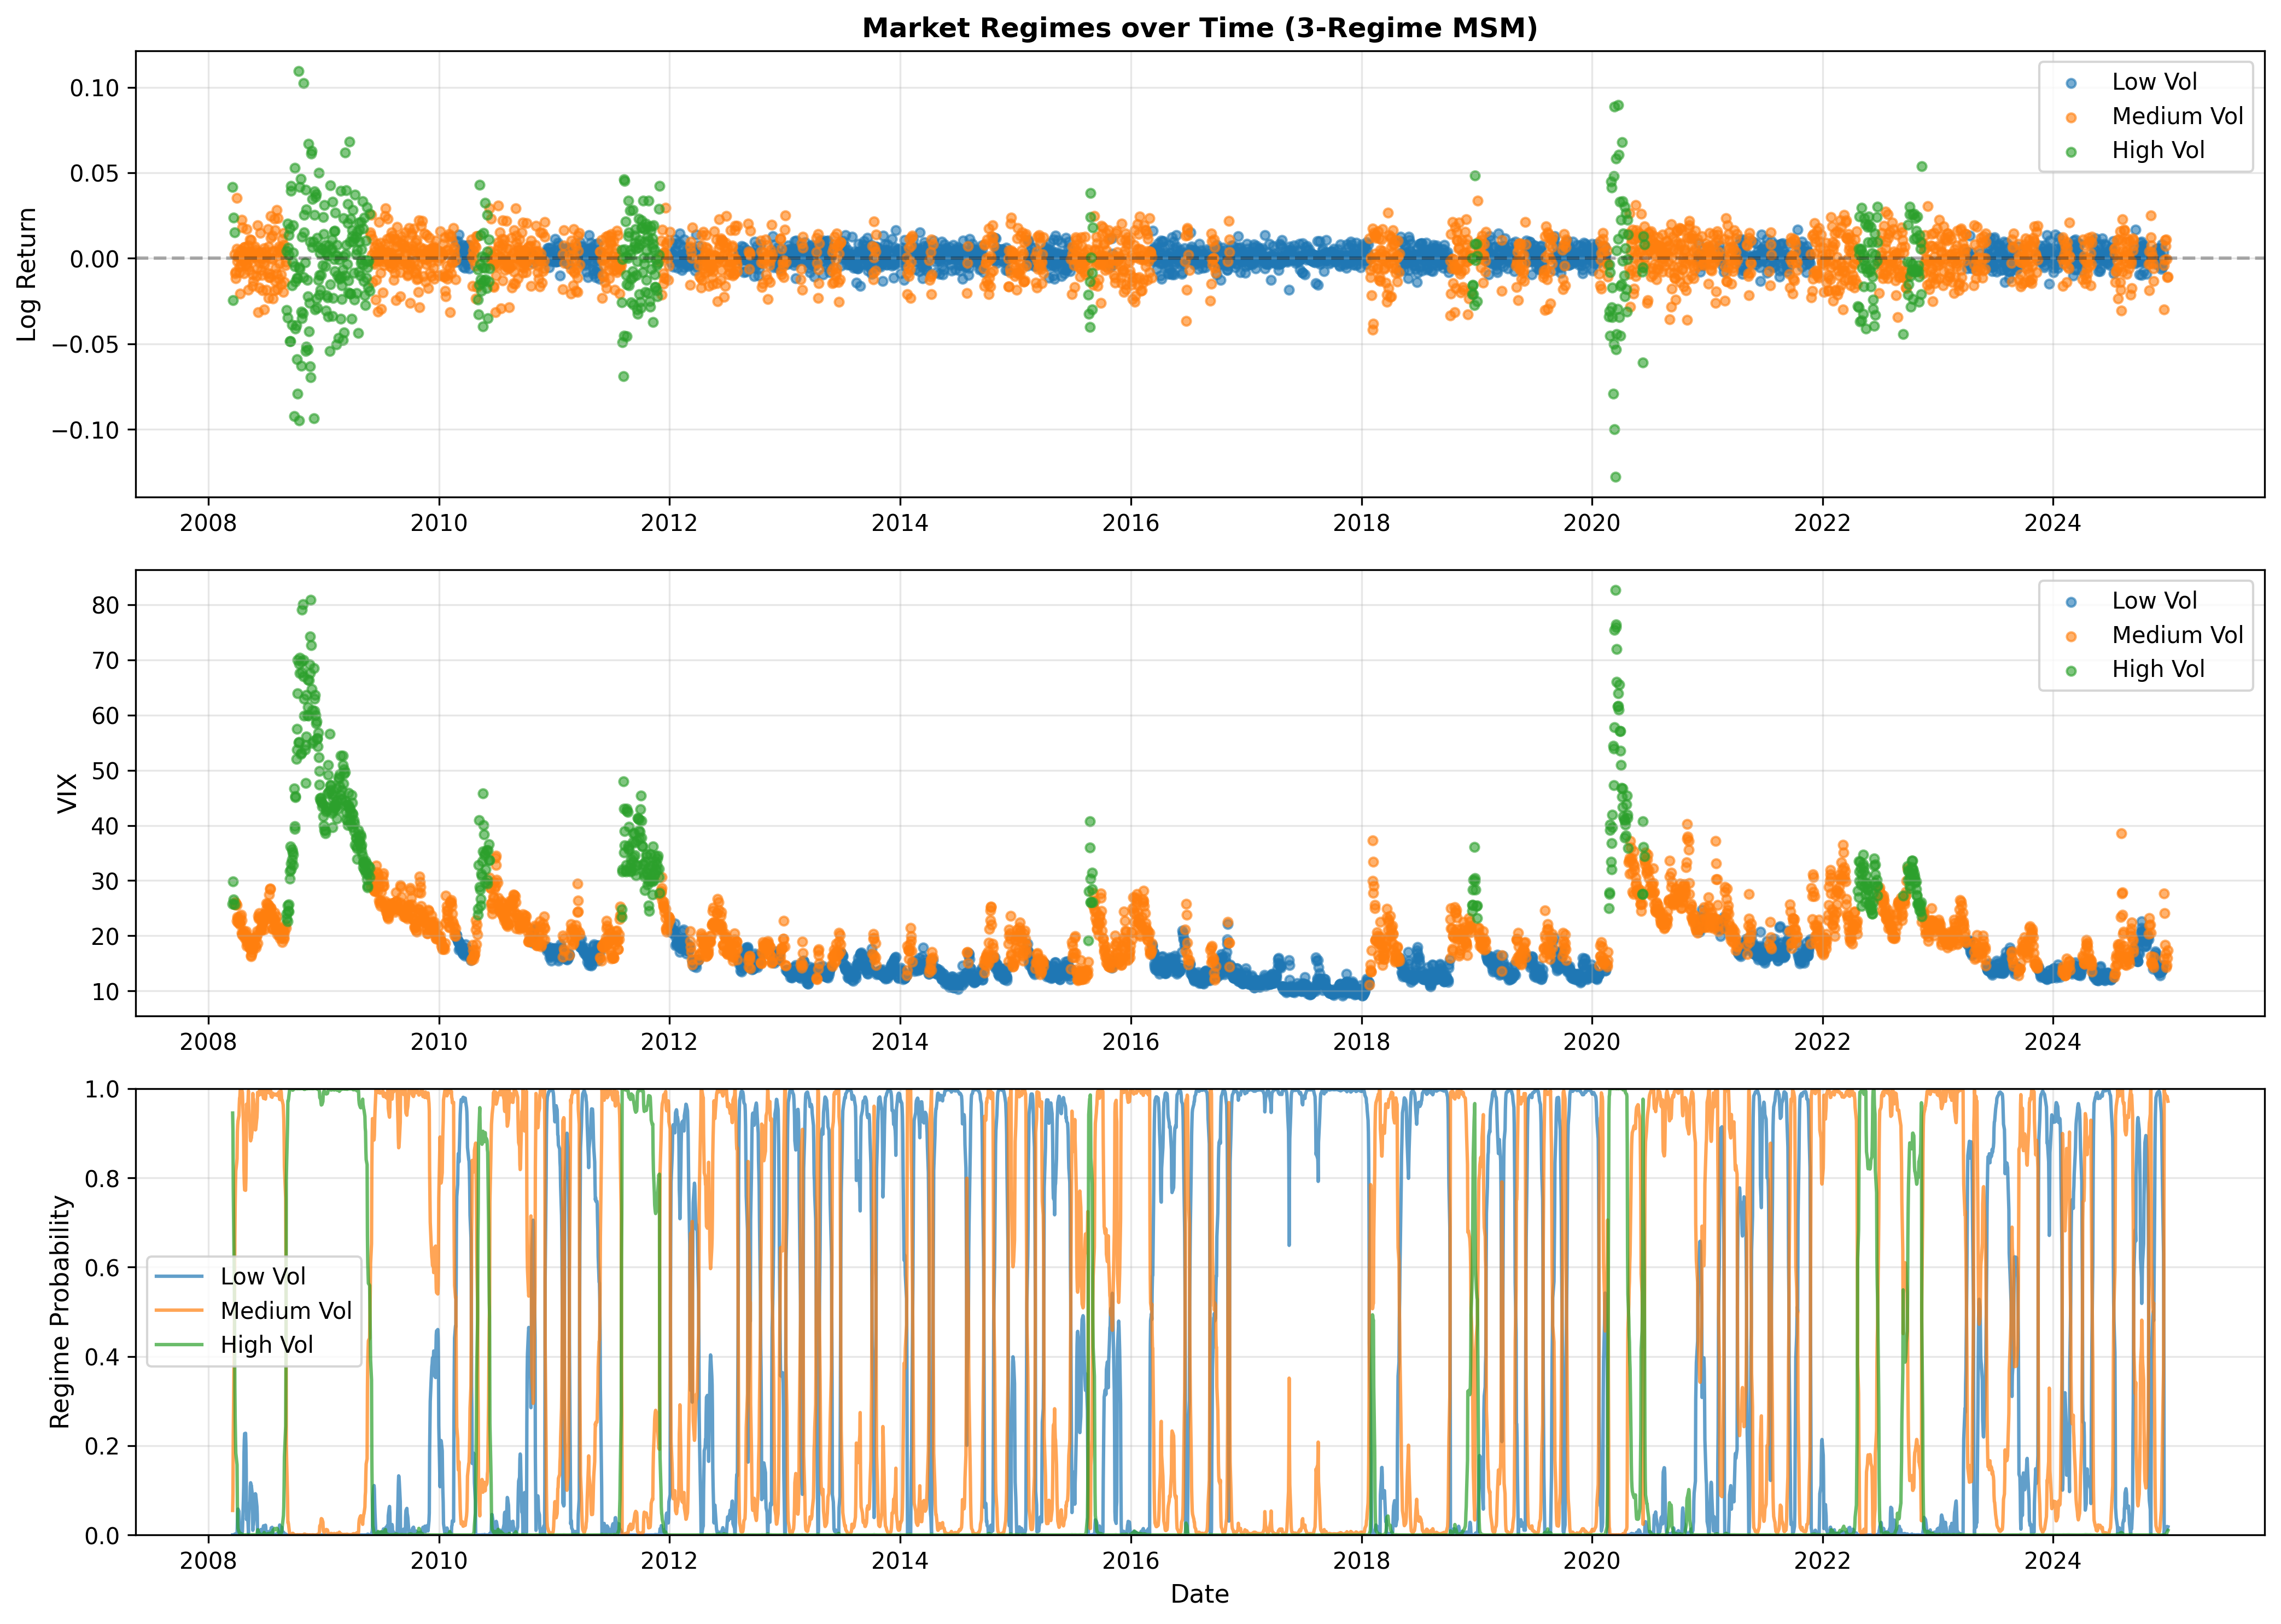 Market Regimes over Time (3-Regime MSM)
Log Return
0.10
0.05
0.00
−0.05
−0.10
Low Vol
Medium Vol
High Vol
2008 2010 2012 2014 2016 2018 2020 2022 2024
VIX
80
70
60
50
40
30
20
10
Low Vol
Medium Vol
High Vol
2008 2010 2012 2014 2016 2018 2020 2022 2024
Regime Probability
1.0
0.8
0.6
0.4
0.2
0.0
Low Vol
Medium Vol
High Vol
2008 2010 2012 2014 2016 2018 2020 2022 2024
Date